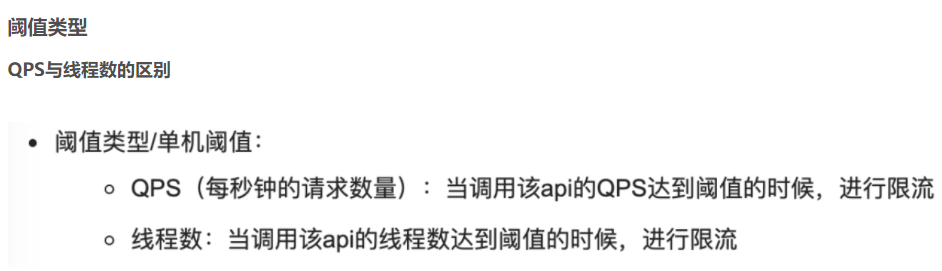 阈值类型
QPS与线程数的区别
阈值类型/单机阈值：
QPS（每秒钟的请求数量）：当调用该api的QPS达到阈值的时候，进行限流
线程数：当调用该api的线程数达到阈值的时候，进行限流